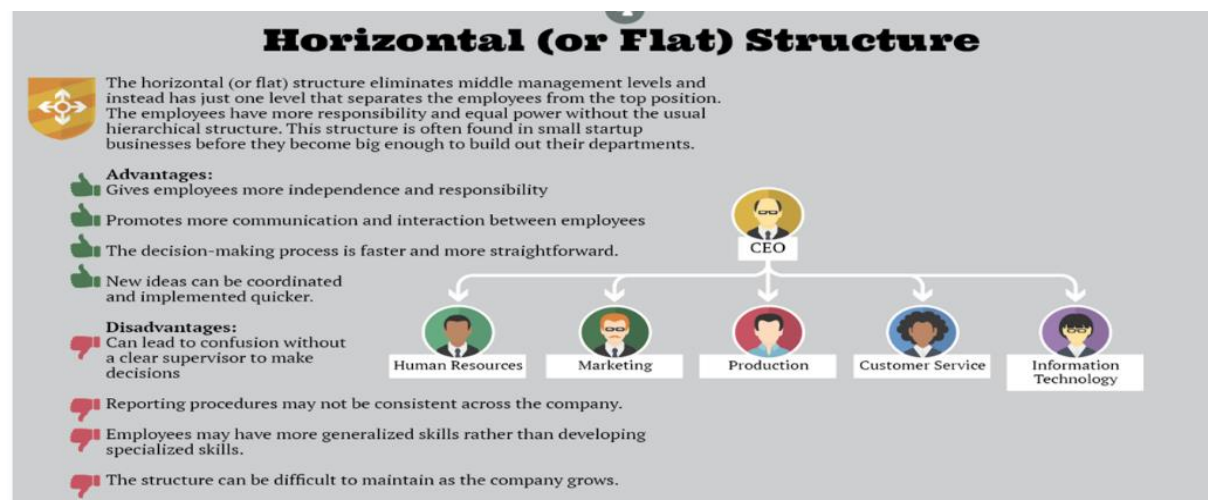 Horizontal (or Flat) Structure
The horizontal (or flat) structure eliminates middle management levels and
instead has just one level that separates the employees from the top position.
The employees have more responsibility and equal power without the usual
hierarchical structure. This structure is often found in small startup
businesses before they become big enough to build out their departments.
Advantages:
Gives employees more independence and responsibility
Promotes more communication and interaction between employees
The decision-making process is faster and more straightforward.
New ideas can be coordinated
and implemented quicker.
Disadvantages:
Can lead to confusion without
a clear supervisor to make
decisions
Reporting procedures may not be consistent across the company.
Employees may have more generalized skills rather than developing
specialized skills.
The structure can be difficult to maintain as the company grows.
CEO
Human Resources
Marketing
Production
Customer Service
Information
Technology